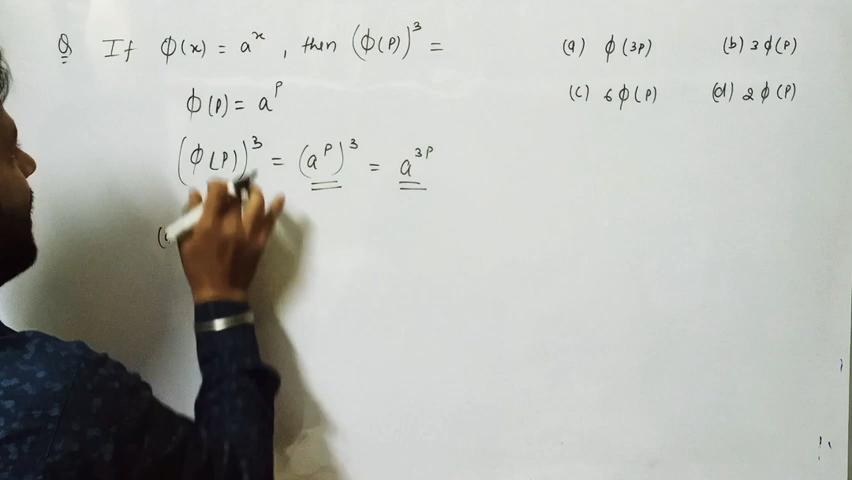 Q If φ(x) = a^x, then (φ(P))^3 =
(a) φ(3P) (b) 3φ(P)
(c) 6φ(P) (d) 2φ(P)
φ(P) = a^P
(φ(P))^3 = (a^P)^3 = a^3P
(